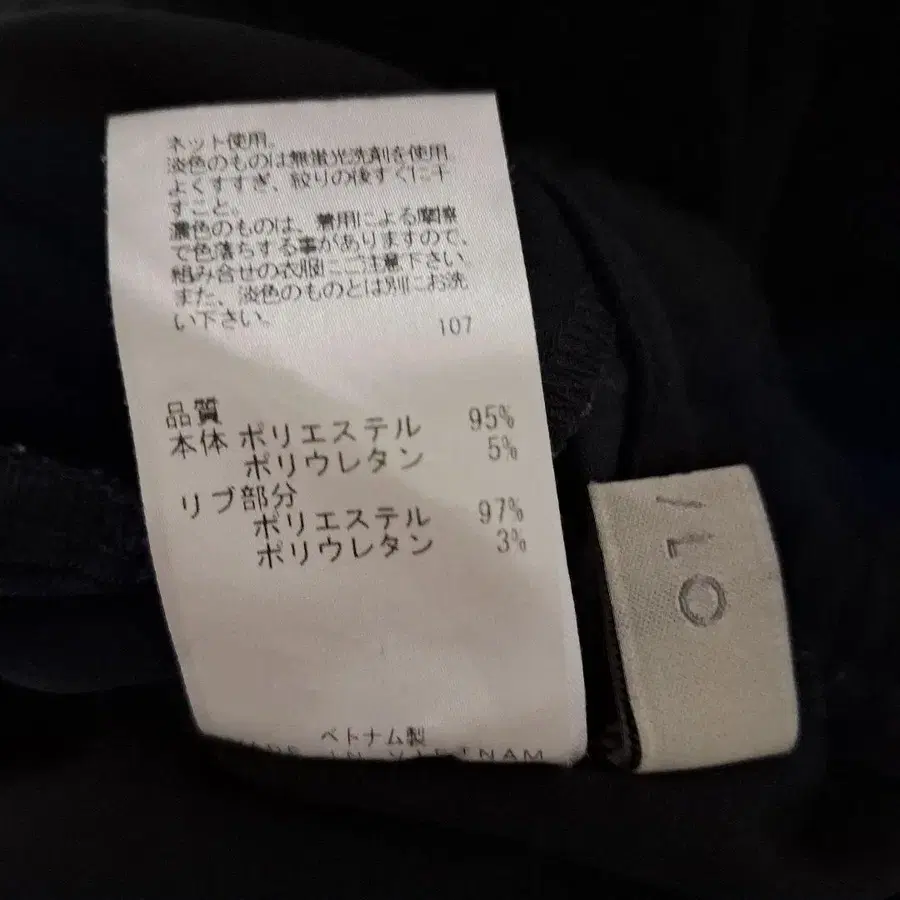 ネット使用。
淡色のものは無蛍光洗剤を使用
よくすすぎ、絞りの後すぐに干
すこと。
濃色のものは、着用による摩擦
で色落ちする事がありますので、
組み合せの衣服にご注意下さい。
また、淡色のものとは別にお洗
い下さい。
107
品質
本体 ポリエステル 95%
ポリウレタン 5%
リブ部分
ポリエステル 97%
ポリウレタン 3%
ベトナム製
MADE IN VIETNAM